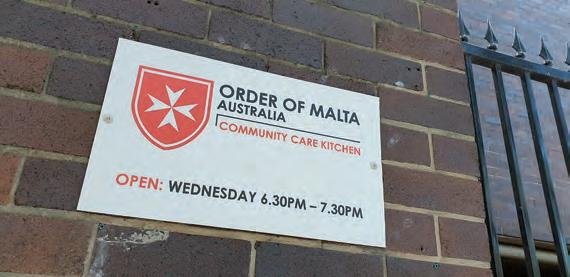 ORDER OF MALTA
AUSTRALIA
COMMUNITY CARE KITCHEN
OPEN: WEDNESDAY 6.30PM – 7.30PM